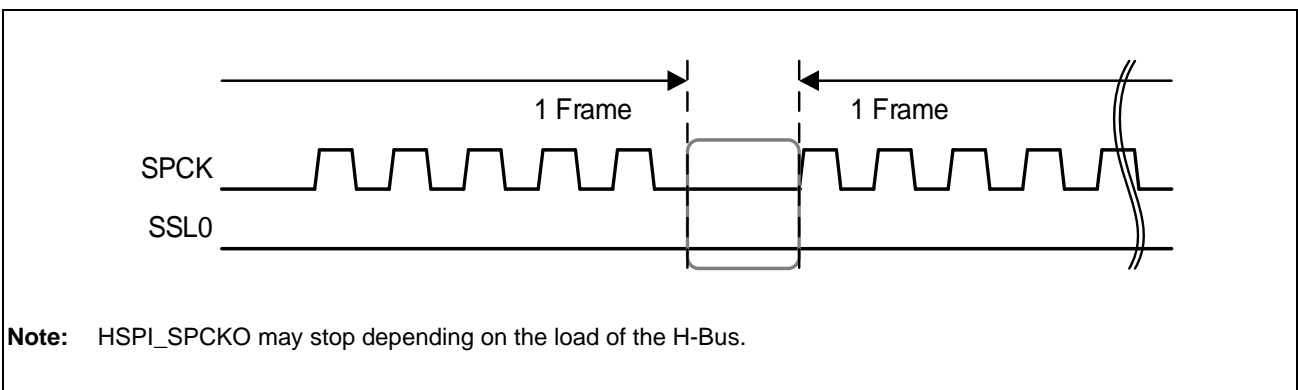 1 Frame 1 Frame
SPCK
SSL0
Note: HSPI_SPCKO may stop depending on the load of the H-Bus.